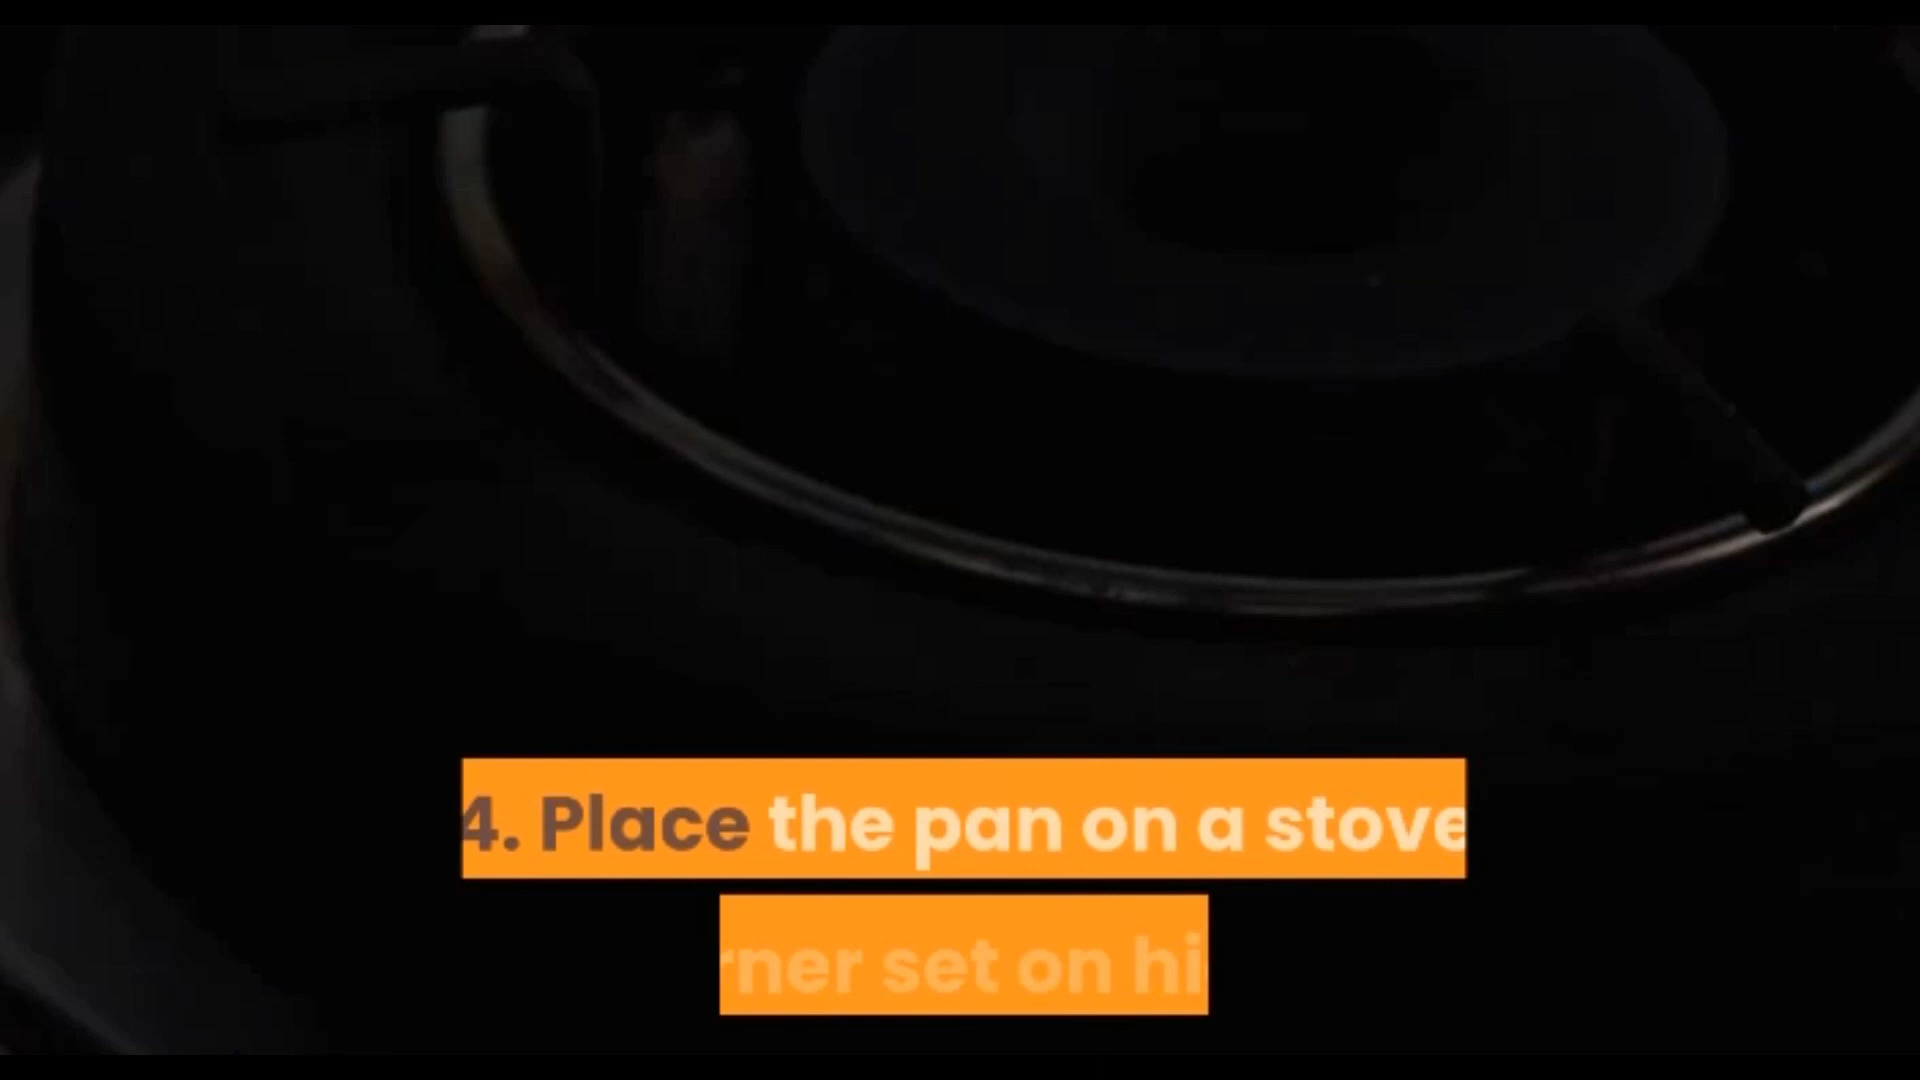 4. Place the pan on a stove
rner set on hi